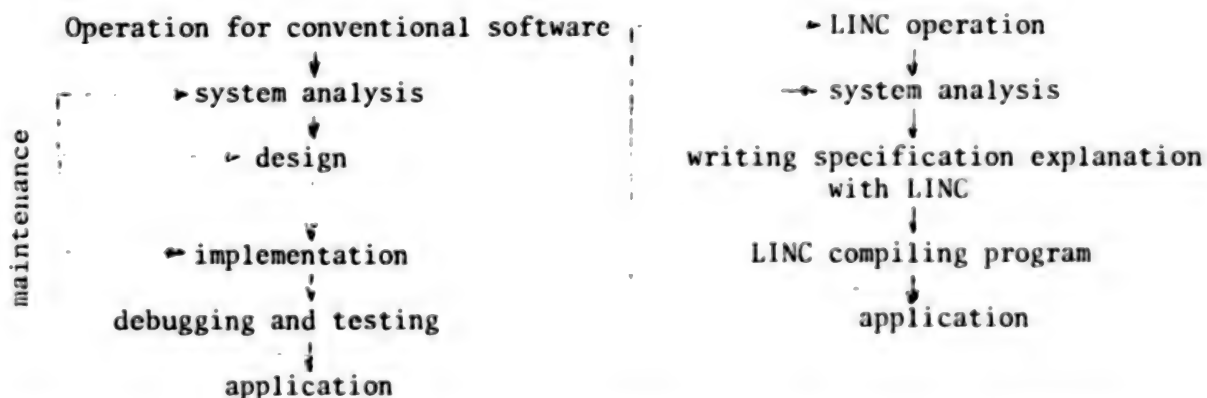 Operation for conventional software
system analysis
design
implementation
debugging and testing
application
maintenance
LINC operation
system analysis
writing specification explanation
with LINC
LINC compiling program
application